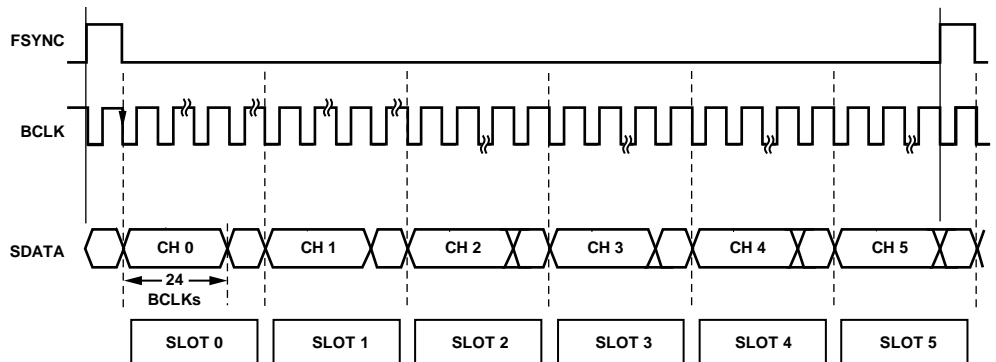 FSYNC
BCLK
SDATA
CH 0
CH 1
CH 2
CH 3
CH 4
CH 5
24
BCLKs
SLOT 0
SLOT 1
SLOT 2
SLOT 3
SLOT 4
SLOT 5